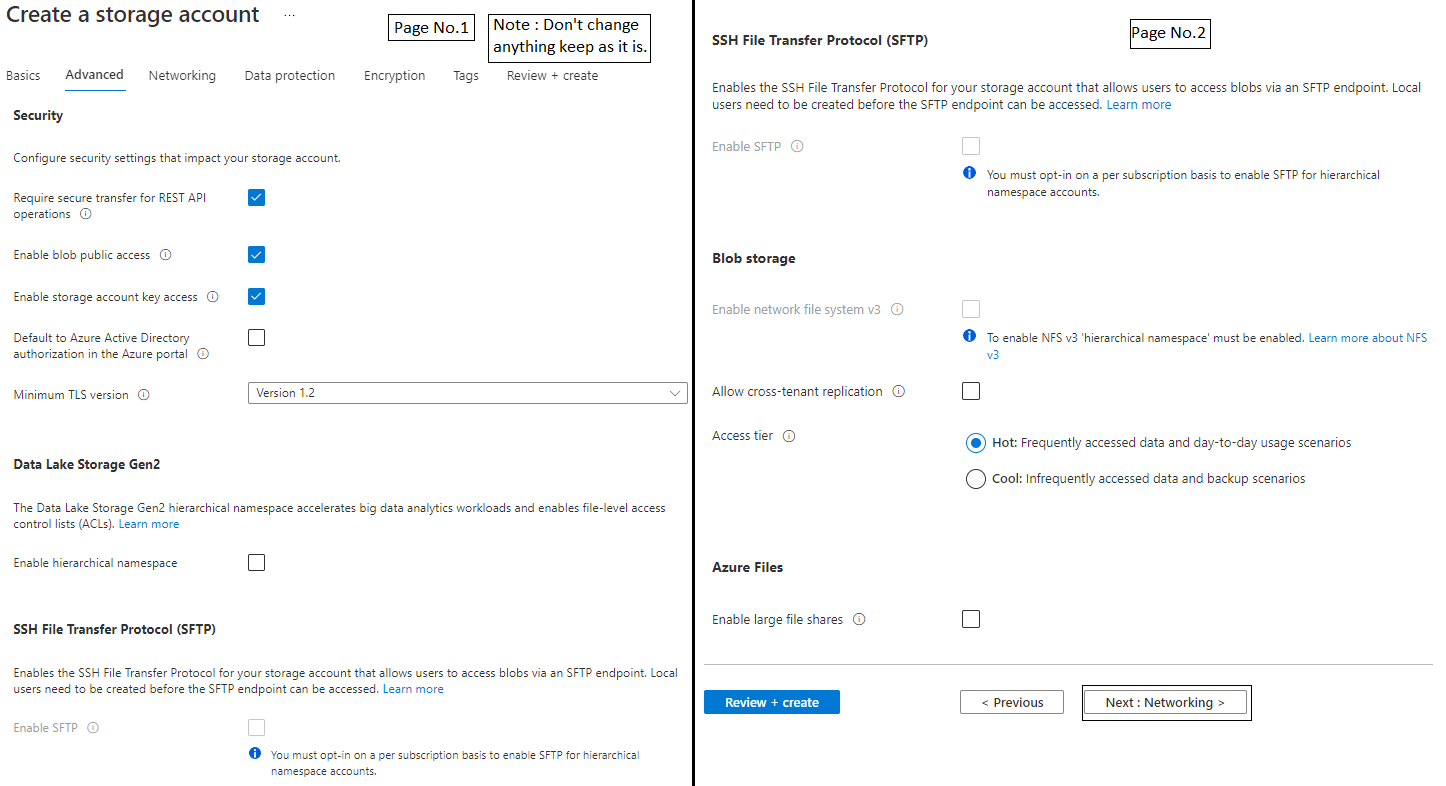 Create a storage account ...
Page No.1
Note : Don't change
anything keep as it is.
Basics Advanced Networking Data protection Encryption Tags Review + create
Security
Configure security settings that impact your storage account.
Require secure transfer for REST API
operations
Enable blob public access
Enable storage account key access
Default to Azure Active Directory
authorization in the Azure portal
Minimum TLS version
Version 1.2
Data Lake Storage Gen2
The Data Lake Storage Gen2 hierarchical namespace accelerates big data analytics workloads and enables file-level access
control lists (ACLs). Learn more
Enable hierarchical namespace
SSH File Transfer Protocol (SFTP)
Enables the SSH File Transfer Protocol for your storage account that allows users to access blobs via an SFTP endpoint. Local
users need to be created before the SFTP endpoint can be accessed. Learn more
Enable SFTP
You must opt-in on a per subscription basis to enable SFTP for hierarchical
namespace accounts.
Page No.2
SSH File Transfer Protocol (SFTP)
Enables the SSH File Transfer Protocol for your storage account that allows users to access blobs via an SFTP endpoint. Local
users need to be created before the SFTP endpoint can be accessed. Learn more
Enable SFTP
You must opt-in on a per subscription basis to enable SFTP for hierarchical
namespace accounts.
Blob storage
Enable network file system v3
To enable NFS v3 'hierarchical namespace' must be enabled. Learn more about NFS
v3
Allow cross-tenant replication
Access tier
Hot: Frequently accessed data and day-to-day usage scenarios
Cool: Infrequently accessed data and backup scenarios
Azure Files
Enable large file shares
Review + create
< Previous
Next : Networking >